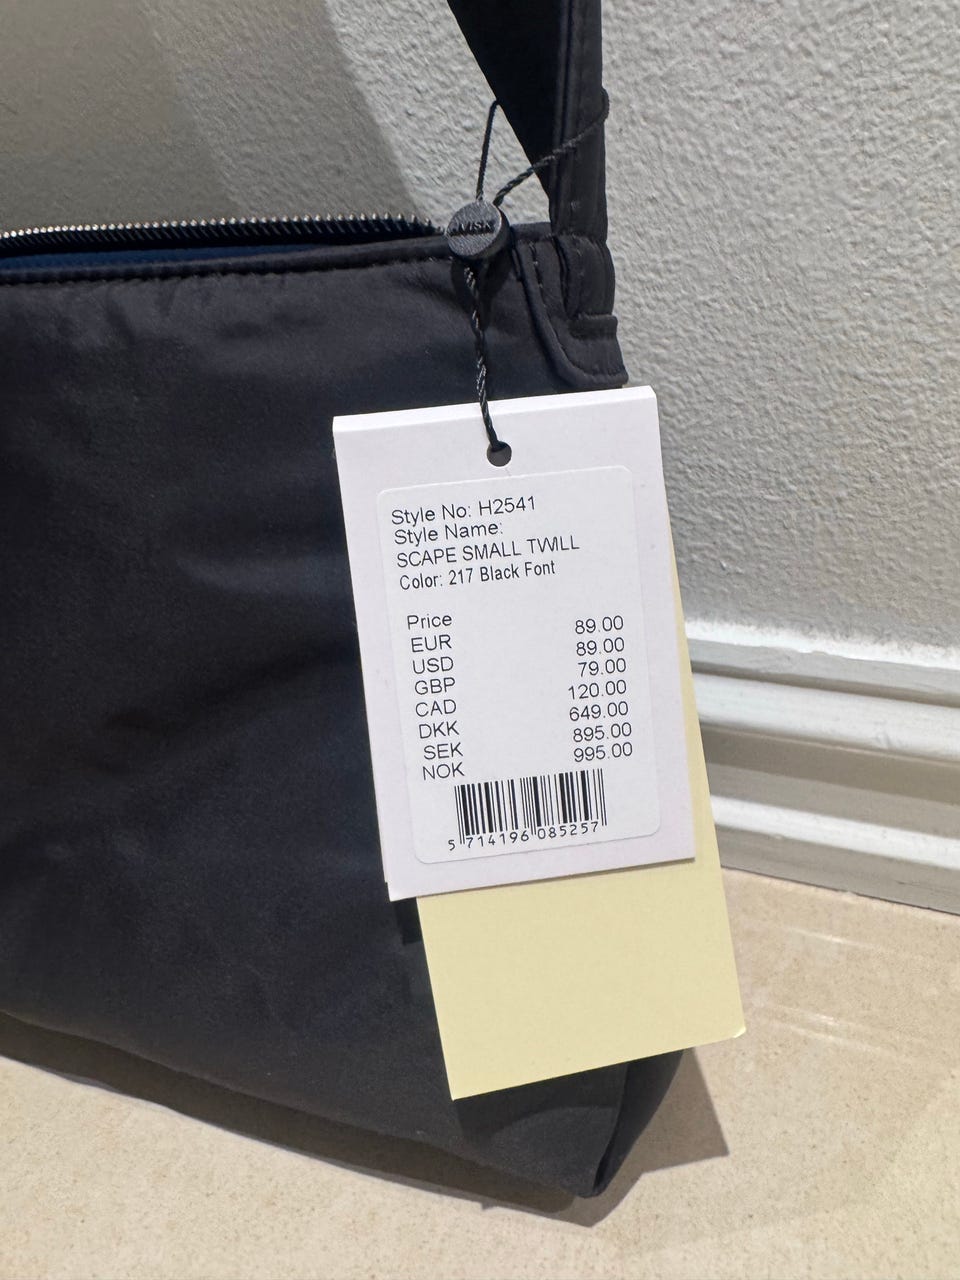 HVISK
Style No: H2541
Style Name:
SCAPE SMALL TWILL
Color: 217 Black Font
Price
EUR 89.00
USD 89.00
GBP 79.00
CAD 120.00
DKK 649.00
SEK 895.00
NOK 995.00
5 714196 085257